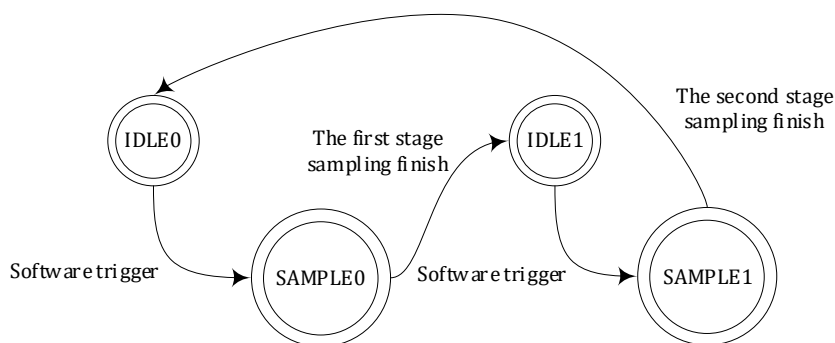 The second stage
sampling finish
IDLE0
The first stage
sampling finish
IDLE1
Software trigger
SAMPLE0
Software trigger
SAMPLE1